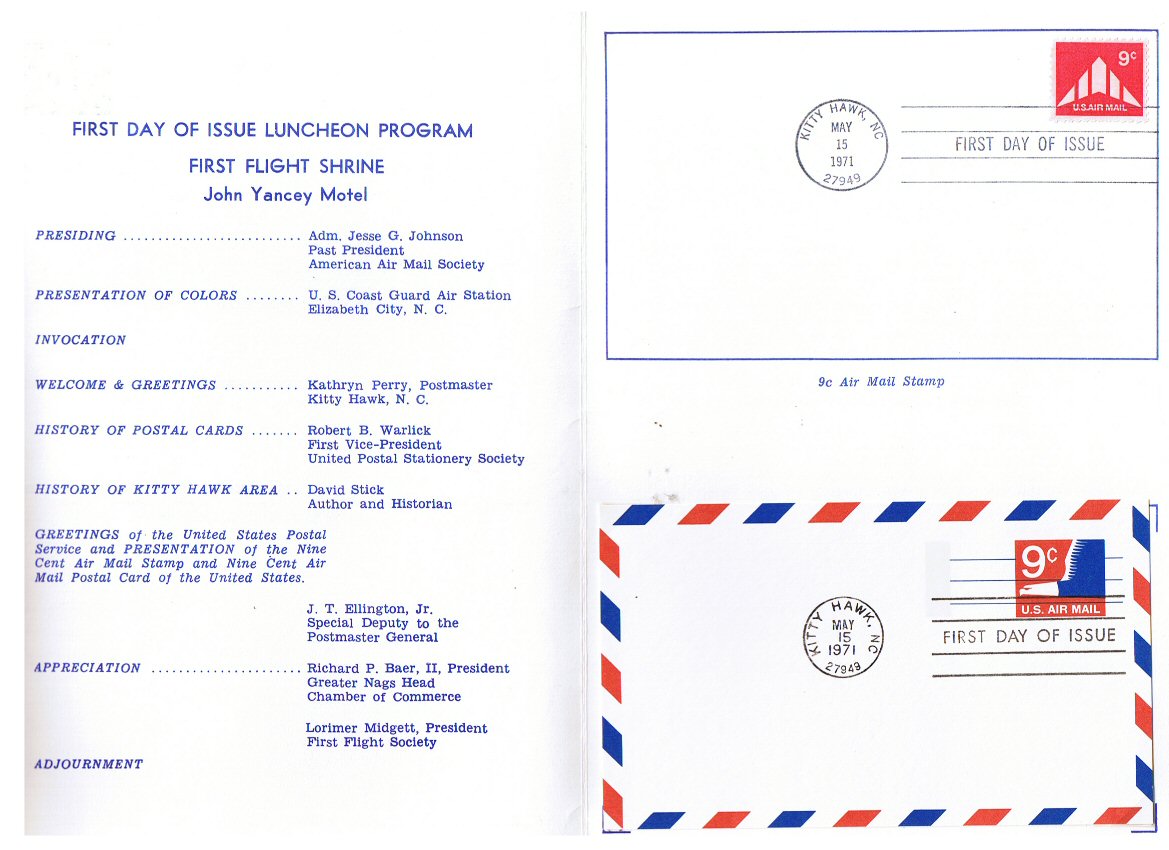 FIRST DAY OF ISSUE LUNCHEON PROGRAM
FIRST FLIGHT SHRINE
John Yancey Motel
PRESIDING .......................... Adm. Jesse G. Johnson
Past President
American Air Mail Society
PRESENTATION OF COLORS ........ U. S. Coast Guard Air Station
Elizabeth City, N. C.
INVOCATION
WELCOME & GREETINGS ........... Kathryn Perry, Postmaster
Kitty Hawk, N. C.
HISTORY OF POSTAL CARDS ....... Robert B. Warlick
First Vice-President
United Postal Stationery Society
HISTORY OF KITTY HAWK AREA .. David Stick
Author and Historian
GREETINGS of the United States Postal
Service and PRESENTATION of the Nine
Cent Air Mail Stamp and Nine Cent Air
Mail Postal Card of the United States.
J. T. Ellington, Jr.
Special Deputy to the
Postmaster General
APPRECIATION ...................... Richard P. Baer, II, President
Greater Nags Head
Chamber of Commerce
Lorimer Midgett, President
First Flight Society
ADJOURNMENT
9c
U.S. AIR MAIL
KITTY HAWK, NC
MAY
15
1971
27949
FIRST DAY OF ISSUE
9c Air Mail Stamp
9c
U.S. AIR MAIL
KITTY HAWK, NC
MAY
15
1971
27949
FIRST DAY OF ISSUE